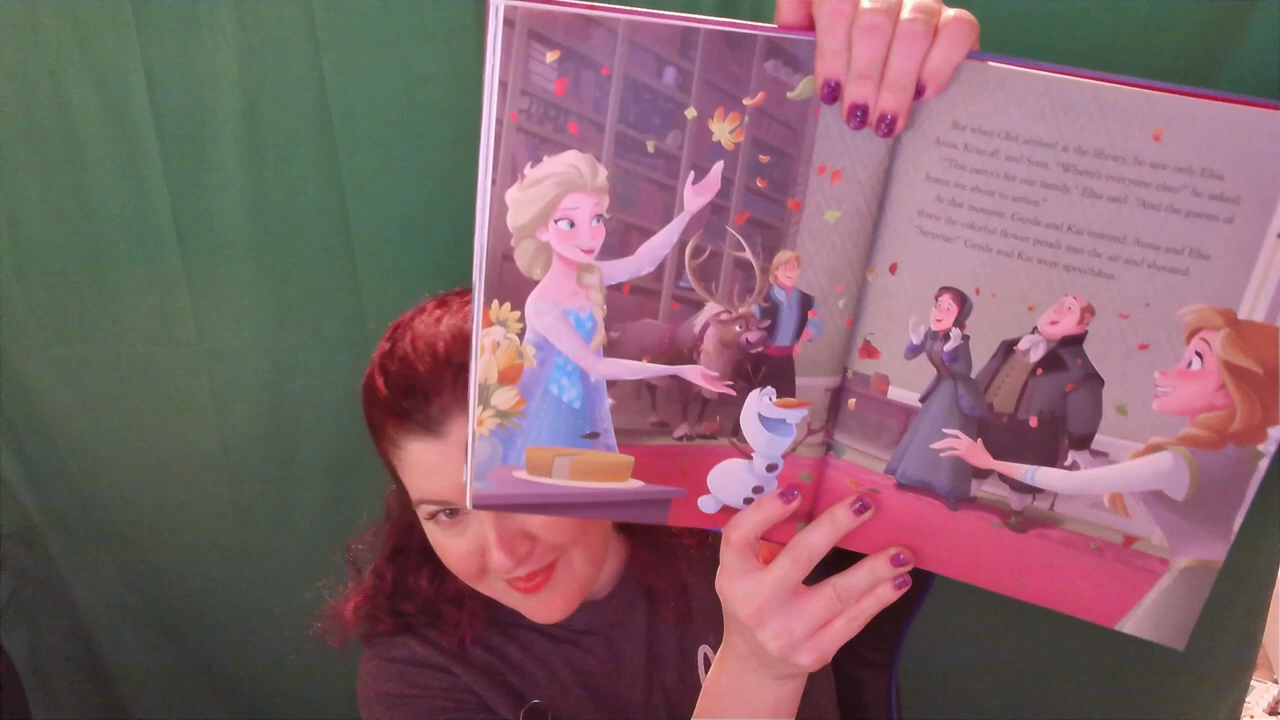 But when Olaf arrived at the library, he saw only Elsa,
Anna, Kristoff, and Sven. "Where's everyone else?" he asked.
"This party's for our family," Elsa said. "And the guests of
honor are about to arrive."
At that moment, Gerda and Kai entered. Anna and Elsa
threw the colorful flower petals into the air and shouted,
"Surprise!" Gerda and Kai were speechless.